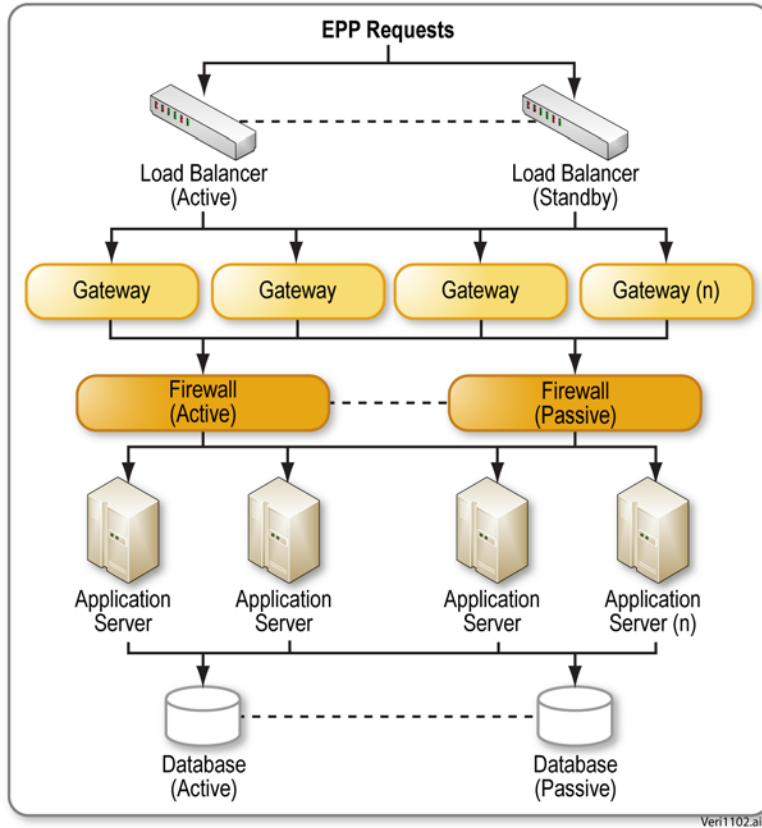 EPP Requests
Load Balancer
(Active)
Load Balancer
(Standby)
Gateway
Gateway
Gateway
Gateway (n)
Firewall
(Active)
Firewall
(Passive)
Application
Server
Application
Server
Application
Server
Application
Server (n)
Database
(Active)
Database
(Passive)
Veri1102.ai